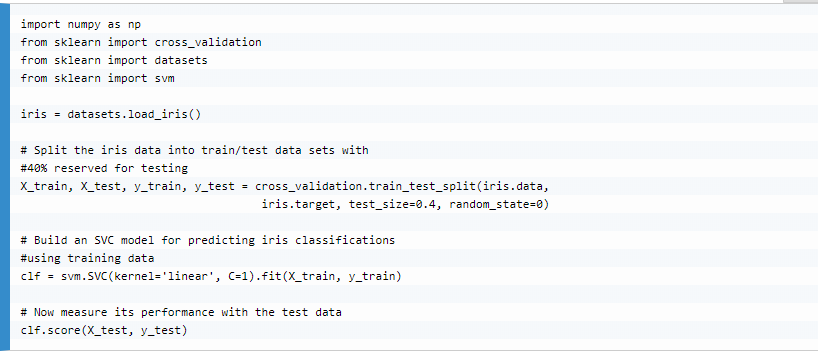 import numpy as np
from sklearn import cross_validation
from sklearn import datasets
from sklearn import svm
iris = datasets.load_iris()
# Split the iris data into train/test data sets with
#40% reserved for testing
X_train, X_test, y_train, y_test = cross_validation.train_test_split(iris.data,
iris.target, test_size=0.4, random_state=0)
# Build an SVC model for predicting iris classifications
#using training data
clf = svm.SVC(kernel='linear', C=1).fit(X_train, y_train)
# Now measure its performance with the test data
clf.score(X_test, y_test)